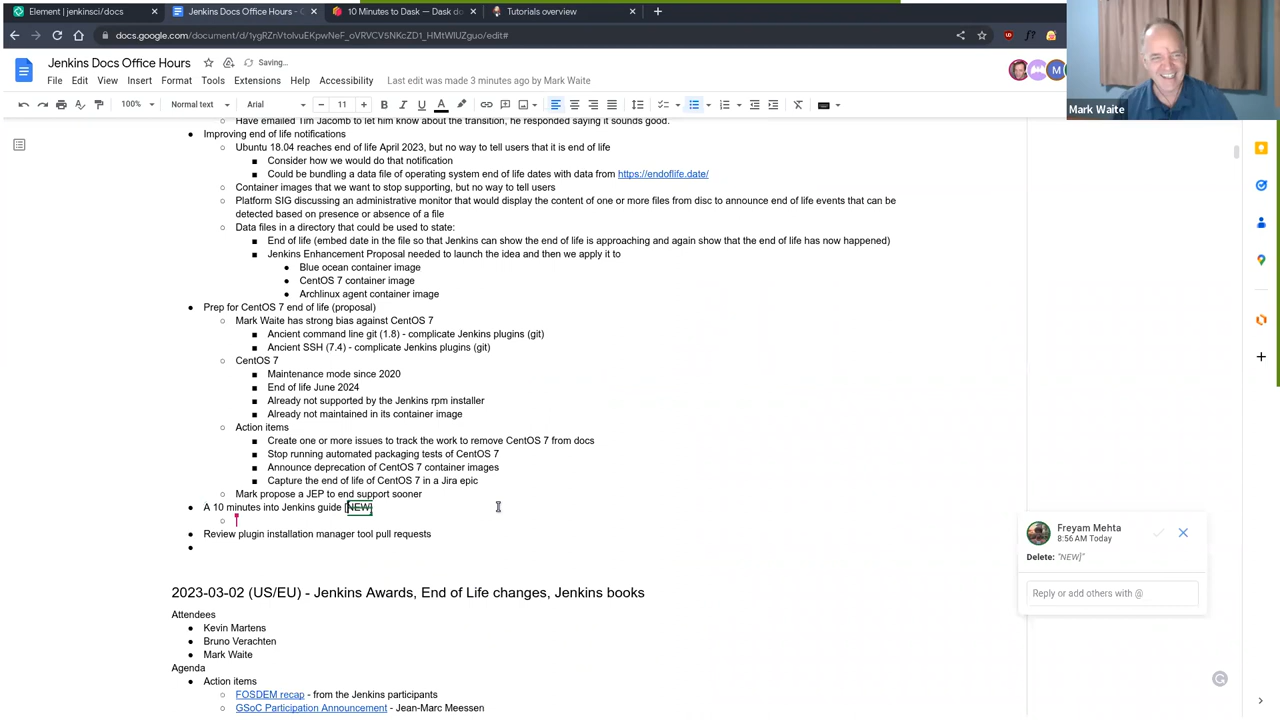 Element | jenkinsci/docs
Jenkins Docs Office Hours - G
10 Minutes to Dask — Dask do
Tutorials overview
docs.google.com/document/d/1ygRZnVtolvuEKpwNeF_oVRVCV5NKcZD1_HMtWlUZguo/edit#
Jenkins Docs Office Hours
Saving...
File Edit View Insert Format Tools Extensions Help Accessibility Last edit was made 3 minutes ago by Mark Waite
100% Normal text Arial 11
Mark Waite
Have emailed Tim Jacomb to let him know about the transition, he responded saying it sounds good.
Improving end of life notifications
Ubuntu 18.04 reaches end of life April 2023, but no way to tell users that it is end of life
Consider how we would do that notification
Could be bundling a data file of operating system end of life dates with data from https://endoflife.date/
Container images that we want to stop supporting, but no way to tell users
Platform SIG discussing an administrative monitor that would display the content of one or more files from disc to announce end of life events that can be
detected based on presence or absence of a file
Data files in a directory that could be used to state:
End of life (embed date in the file so that Jenkins can show the end of life is approaching and again show that the end of life has now happened)
Jenkins Enhancement Proposal needed to launch the idea and then we apply it to
Blue ocean container image
CentOS 7 container image
Archlinux agent container image
Prep for CentOS 7 end of life (proposal)
Mark Waite has strong bias against CentOS 7
Ancient command line git (1.8) - complicate Jenkins plugins (git)
Ancient SSH (7.4) - complicate Jenkins plugins (git)
CentOS 7
Maintenance mode since 2020
End of life June 2024
Already not supported by the Jenkins rpm installer
Already not maintained in its container image
Action items
Create one or more issues to track the work to remove CentOS 7 from docs
Stop running automated packaging tests of CentOS 7
Announce deprecation of CentOS 7 container images
Capture the end of life of CentOS 7 in a Jira epic
Mark propose a JEP to end support sooner
A 10 minutes into Jenkins guide [NEW]
Review plugin installation manager tool pull requests
Freyam Mehta
8:56 AM Today
Delete: "NEW]"
Reply or add others with @
2023-03-02 (US/EU) - Jenkins Awards, End of Life changes, Jenkins books
Attendees
Kevin Martens
Bruno Verachten
Mark Waite
Agenda
Action items
FOSDEM recap - from the Jenkins participants
GSoC Participation Announcement - Jean-Marc Meessen